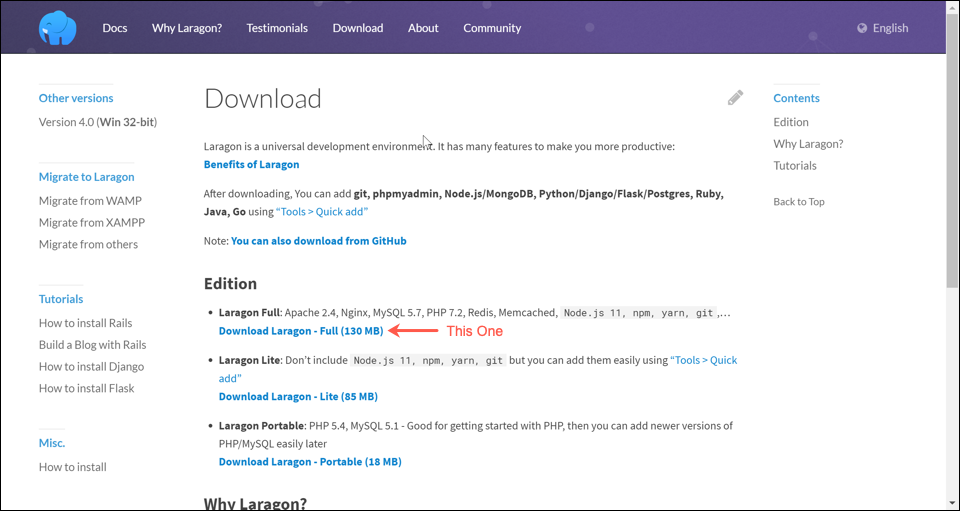 Docs
Why Laragon?
Testimonials
Download
About
Community
English
Other versions
Version 4.0 (Win 32-bit)
Migrate to Laragon
Migrate from WAMP
Migrate from XAMPP
Migrate from others
Tutorials
How to install Rails
Build a Blog with Rails
How to install Django
How to install Flask
Misc.
How to install
Download
Laragon is a universal development environment. It has many features to make you more productive:
Benefits of Laragon
After downloading, You can add git, phpmyadmin, Node.js/MongoDB, Python/Django/Flask/Postgres, Ruby,
Java, Go using “Tools > Quick add”
Note: You can also download from GitHub
Edition
• Laragon Full: Apache 2.4, Nginx, MySQL 5.7, PHP 7.2, Redis, Memcached, Node.js 11, npm, yarn, git ,…
Download Laragon - Full (130 MB)
This One
• Laragon Lite: Don’t include Node.js 11, npm, yarn, git but you can add them easily using “Tools > Quick
add”
Download Laragon - Lite (85 MB)
• Laragon Portable: PHP 5.4, MySQL 5.1 - Good for getting started with PHP, then you can add newer versions of
PHP/MySQL easily later
Download Laragon - Portable (18 MB)
Why Laragon?
Contents
Edition
Why Laragon?
Tutorials
Back to Top